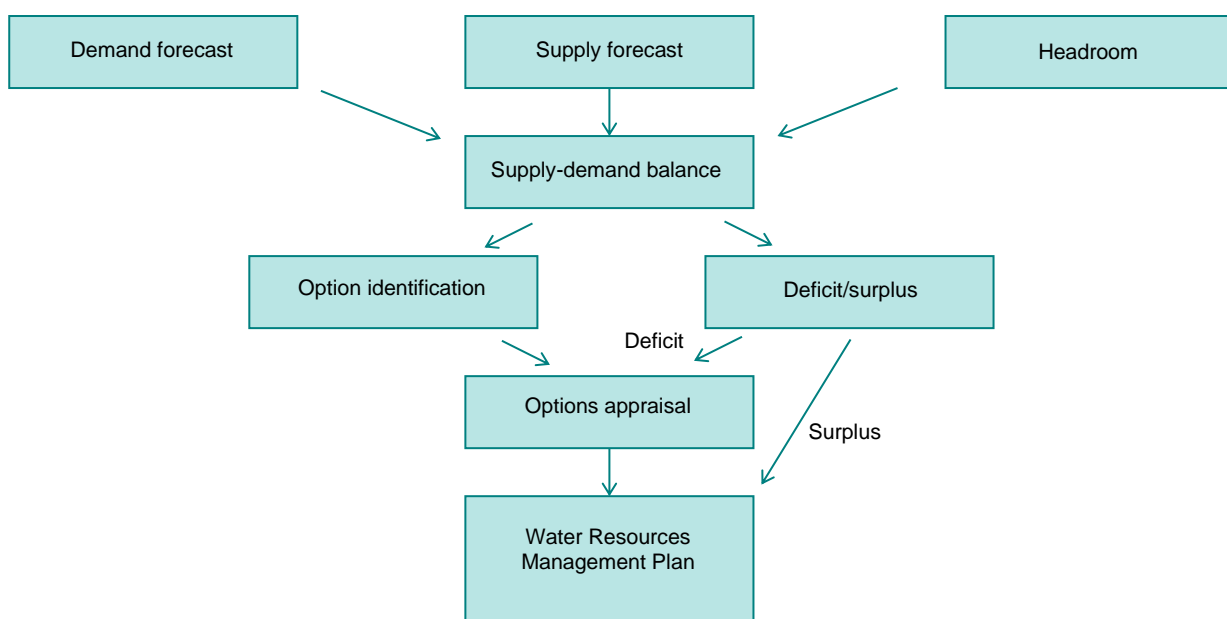 Demand forecast
Supply forecast
Headroom
Supply-demand balance
Option identification
Deficit/surplus
Deficit
Options appraisal
Surplus
Water Resources
Management Plan